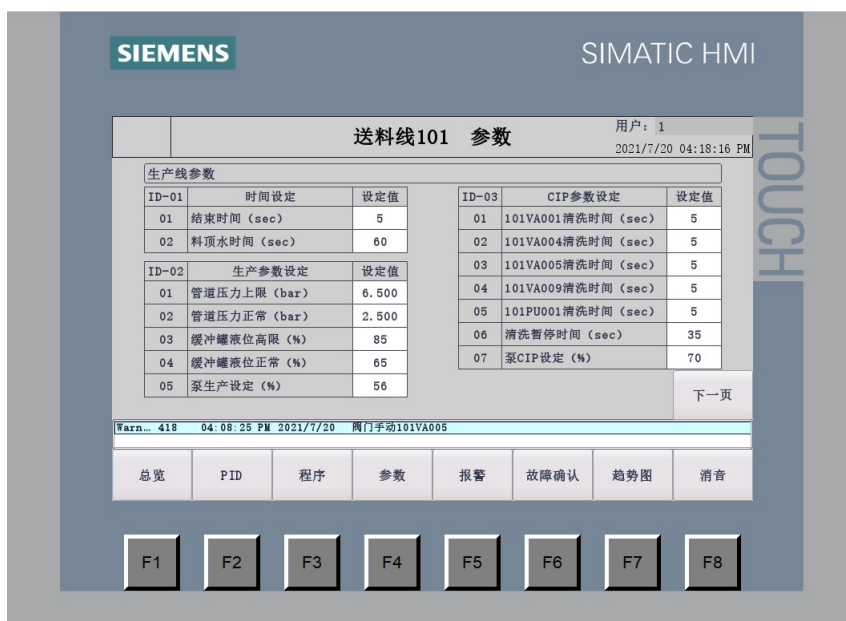 SIEMENS
SIMATIC HMI
TOUCH
送料线101 参数
用户: 1
2021/7/20 04:18:16 PM
生产线参数
ID-01 时间设定 设定值
01 结束时间 (sec) 5
02 料顶水时间 (sec) 60
ID-02 生产参数设定 设定值
01 管道压力上限 (bar) 6.500
02 管道压力正常 (bar) 2.500
03 缓冲罐液位高限 (%) 85
04 缓冲罐液位正常 (%) 65
05 泵生产设定 (%) 56
ID-03 CIP参数设定 设定值
01 101VA001清洗时间 (sec) 5
02 101VA004清洗时间 (sec) 5
03 101VA005清洗时间 (sec) 5
04 101VA009清洗时间 (sec) 5
05 101PU001清洗时间 (sec) 5
06 清洗暂停时间 (sec) 35
07 泵CIP设定 (%) 70
下一页
Warn… 418 04:08:25 PM 2021/7/20 阀门手动101VA005
总览 PID 程序 参数 报警 故障确认 趋势图 消音
F1 F2 F3 F4 F5 F6 F7 F8